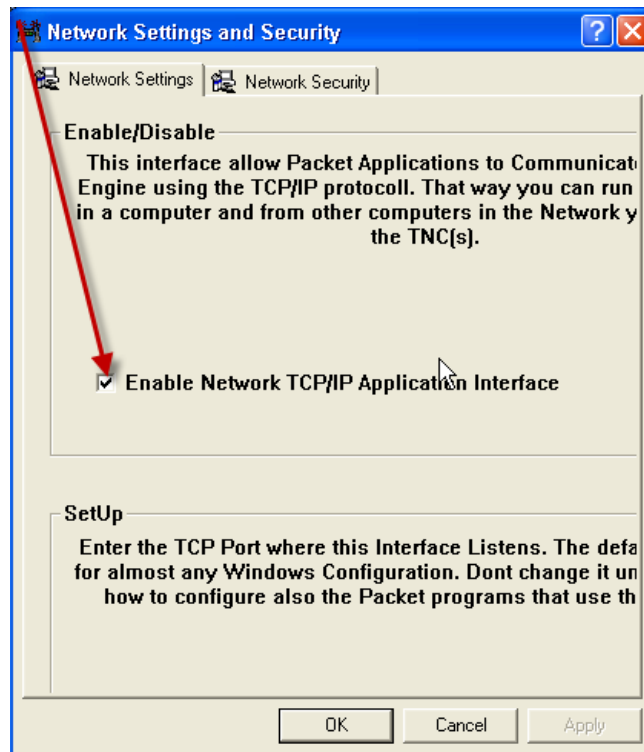 Network Settings and Security
Network Settings
Network Security
Enable/Disable
This interface allow Packet Applications to Communicat
Engine using the TCP/IP protocoll. That way you can run
in a computer and from other computers in the Network y
the TNC(s).
Enable Network TCP/IP Application Interface
SetUp
Enter the TCP Port where this Interface Listens. The defa
for almost any Windows Configuration. Dont change it un
how to configure also the Packet programs that use th
OK
Cancel
Apply